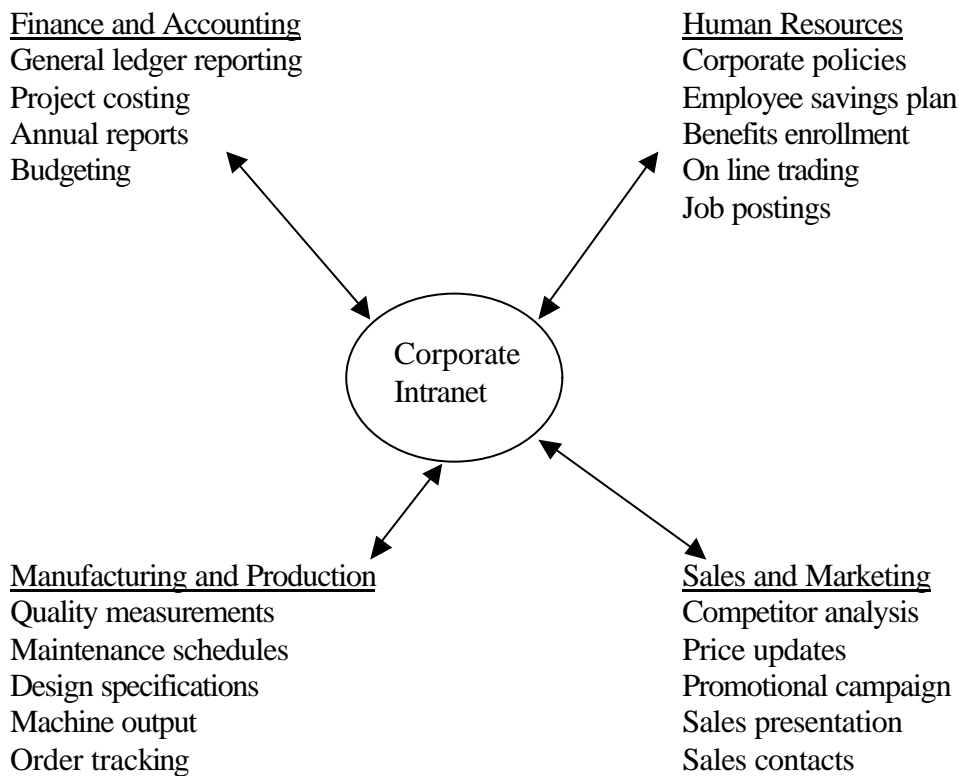 Finance and Accounting
General ledger reporting
Project costing
Annual reports
Budgeting
Human Resources
Corporate policies
Employee savings plan
Benefits enrollment
On line trading
Job postings
Corporate
Intranet
Manufacturing and Production
Quality measurements
Maintenance schedules
Design specifications
Machine output
Order tracking
Sales and Marketing
Competitor analysis
Price updates
Promotional campaign
Sales presentation
Sales contacts